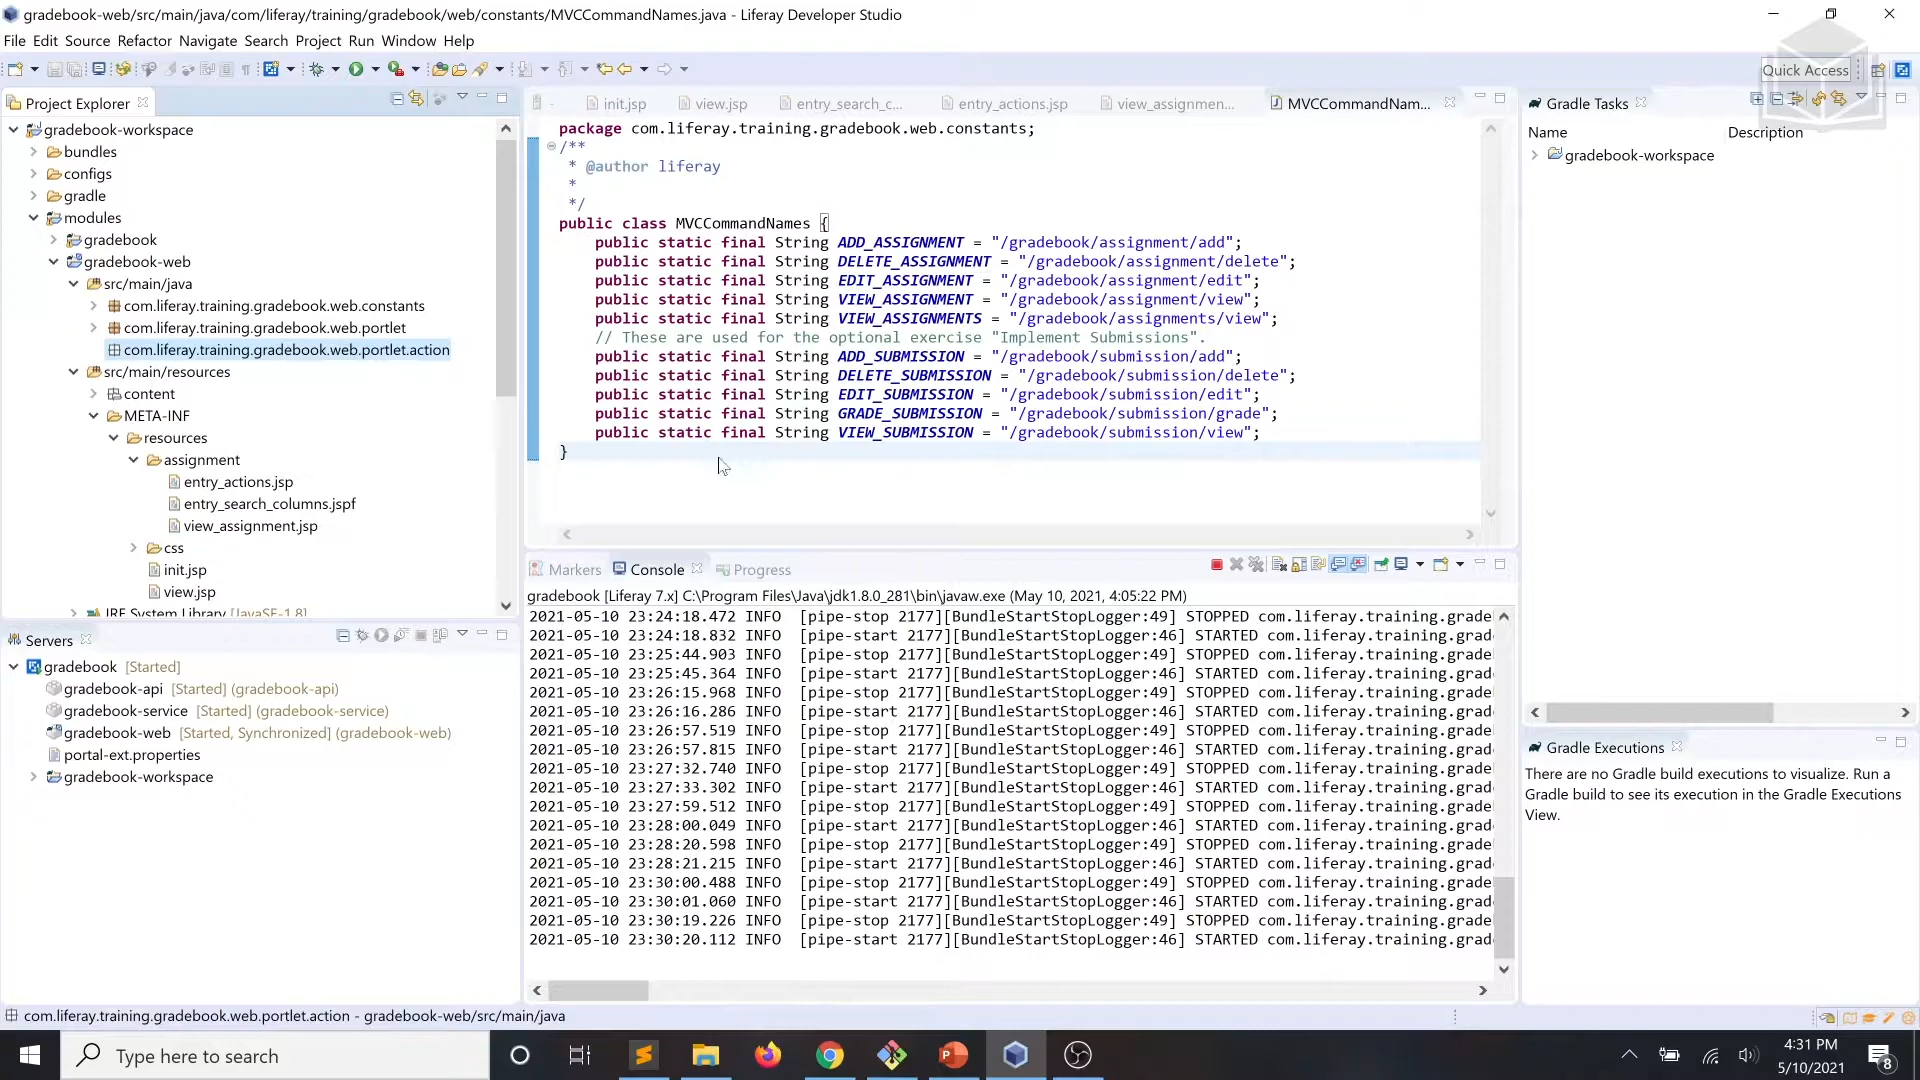 gradebook-web/src/main/java/com/liferay/training/gradebook/web/constants/MVCCommandNames.java - Liferay Developer Studio
File Edit Source Refactor Navigate Search Project Run Window Help
Quick Access
Project Explorer
gradebook-workspace
bundles
configs
gradle
modules
gradebook
gradebook-web
src/main/java
com.liferay.training.gradebook.web.constants
com.liferay.training.gradebook.web.portlet
com.liferay.training.gradebook.web.portlet.action
src/main/resources
content
META-INF
resources
assignment
entry_actions.jsp
entry_search_columns.jspf
view_assignment.jsp
css
init.jsp
view.jsp
JRE System Library [JavaSE-1.8]
Servers
gradebook [Started]
gradebook-api [Started] (gradebook-api)
gradebook-service [Started] (gradebook-service)
gradebook-web [Started, Synchronized] (gradebook-web)
portal-ext.properties
gradebook-workspace
init.jsp view.jsp entry_search_c... entry_actions.jsp view_assignmen... MVCCommandNam...
package com.liferay.training.gradebook.web.constants;
/**
* @author liferay
*
*/
public class MVCCommandNames {
public static final String ADD_ASSIGNMENT = "/gradebook/assignment/add";
public static final String DELETE_ASSIGNMENT = "/gradebook/assignment/delete";
public static final String EDIT_ASSIGNMENT = "/gradebook/assignment/edit";
public static final String VIEW_ASSIGNMENT = "/gradebook/assignment/view";
public static final String VIEW_ASSIGNMENTS = "/gradebook/assignments/view";
// These are used for the optional exercise "Implement Submissions".
public static final String ADD_SUBMISSION = "/gradebook/submission/add";
public static final String DELETE_SUBMISSION = "/gradebook/submission/delete";
public static final String EDIT_SUBMISSION = "/gradebook/submission/edit";
public static final String GRADE_SUBMISSION = "/gradebook/submission/grade";
public static final String VIEW_SUBMISSION = "/gradebook/submission/view";
}
Markers Console Progress
gradebook [Liferay 7.x] C:\Program Files\Java\jdk1.8.0_281\bin\javaw.exe (May 10, 2021, 4:05:22 PM)
2021-05-10 23:24:18.472 INFO [pipe-stop 2177][BundleStartStopLogger:49] STOPPED com.liferay.training.grade
2021-05-10 23:24:18.832 INFO [pipe-start 2177][BundleStartStopLogger:46] STARTED com.liferay.training.grad
2021-05-10 23:25:44.903 INFO [pipe-stop 2177][BundleStartStopLogger:49] STOPPED com.liferay.training.grade
2021-05-10 23:25:45.364 INFO [pipe-start 2177][BundleStartStopLogger:46] STARTED com.liferay.training.grad
2021-05-10 23:26:15.968 INFO [pipe-stop 2177][BundleStartStopLogger:49] STOPPED com.liferay.training.grade
2021-05-10 23:26:16.286 INFO [pipe-start 2177][BundleStartStopLogger:46] STARTED com.liferay.training.grad
2021-05-10 23:26:57.519 INFO [pipe-stop 2177][BundleStartStopLogger:49] STOPPED com.liferay.training.grade
2021-05-10 23:26:57.815 INFO [pipe-start 2177][BundleStartStopLogger:46] STARTED com.liferay.training.grad
2021-05-10 23:27:32.740 INFO [pipe-stop 2177][BundleStartStopLogger:49] STOPPED com.liferay.training.grade
2021-05-10 23:27:33.302 INFO [pipe-start 2177][BundleStartStopLogger:46] STARTED com.liferay.training.grad
2021-05-10 23:27:59.512 INFO [pipe-stop 2177][BundleStartStopLogger:49] STOPPED com.liferay.training.grade
2021-05-10 23:28:00.049 INFO [pipe-start 2177][BundleStartStopLogger:46] STARTED com.liferay.training.grad
2021-05-10 23:28:20.598 INFO [pipe-stop 2177][BundleStartStopLogger:49] STOPPED com.liferay.training.grade
2021-05-10 23:28:21.215 INFO [pipe-start 2177][BundleStartStopLogger:46] STARTED com.liferay.training.grad
2021-05-10 23:30:00.488 INFO [pipe-stop 2177][BundleStartStopLogger:49] STOPPED com.liferay.training.grade
2021-05-10 23:30:01.060 INFO [pipe-start 2177][BundleStartStopLogger:46] STARTED com.liferay.training.grad
2021-05-10 23:30:19.226 INFO [pipe-stop 2177][BundleStartStopLogger:49] STOPPED com.liferay.training.grade
2021-05-10 23:30:20.112 INFO [pipe-start 2177][BundleStartStopLogger:46] STARTED com.liferay.training.grad
Gradle Tasks
Name Description
gradebook-workspace
Gradle Executions
There are no Gradle build executions to visualize. Run a
Gradle build to see its execution in the Gradle Executions
View.
com.liferay.training.gradebook.web.portlet.action - gradebook-web/src/main/java
Type here to search
4:31 PM
5/10/2021
8